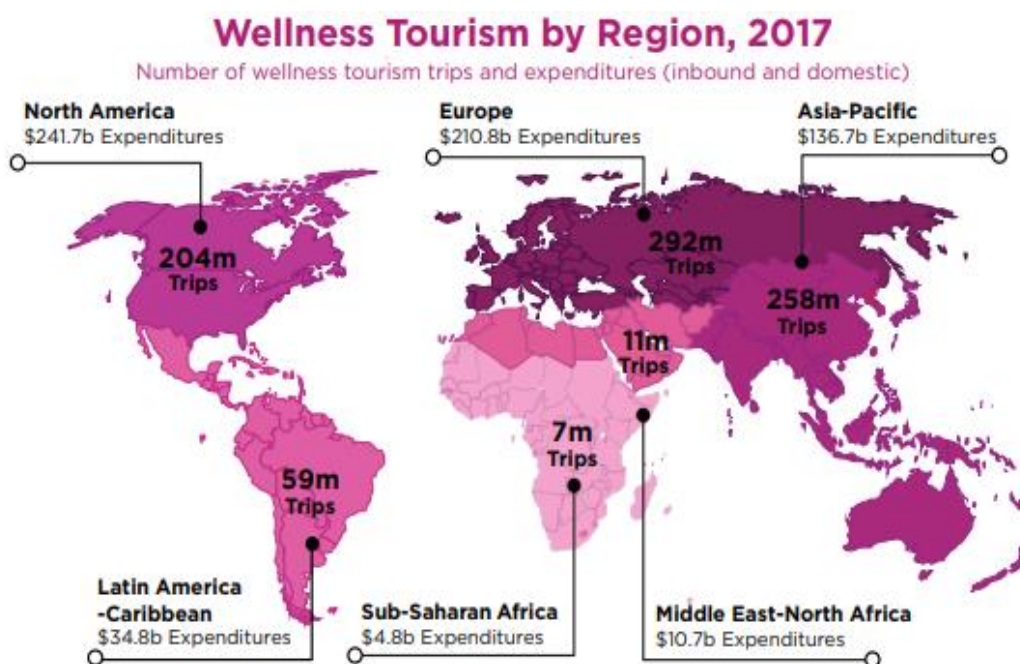 Wellness Tourism by Region, 2017
Number of wellness tourism trips and expenditures (inbound and domestic)
North America
$241.7b Expenditures
Europe
$210.8b Expenditures
Asia-Pacific
$136.7b Expenditures
204m
Trips
292m
Trips
258m
Trips
11m
Trips
7m
Trips
59m
Trips
Latin America
-Caribbean
$34.8b Expenditures
Sub-Saharan Africa
$4.8b Expenditures
Middle East-North Africa
$10.7b Expenditures